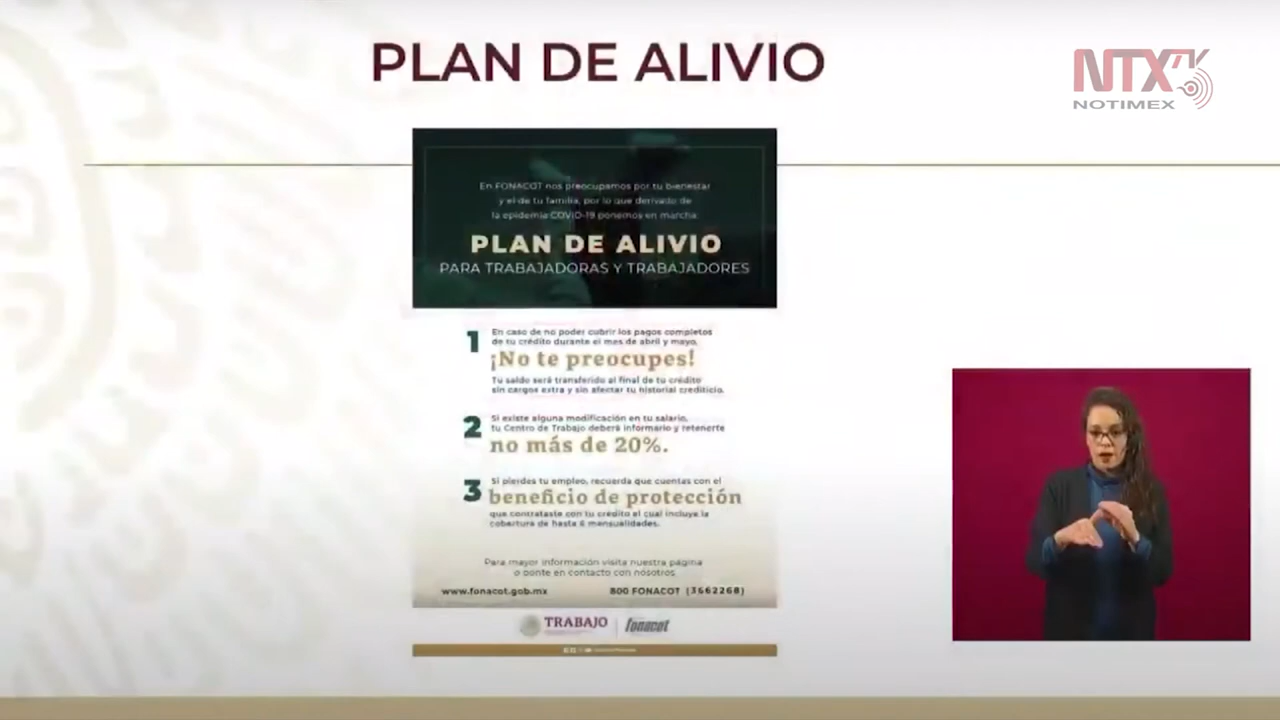 PLAN DE ALIVIO
NTX
NOTIMEX
En FONACOT nos preocupamos por tu bienestar
y el de tu familia, por lo que derivado de
la epidemia COVID-19 ponemos en marcha:
PLAN DE ALIVIO
PARA TRABAJADORAS Y TRABAJADORES
1 En caso de no poder cubrir los pagos completos
de tu crédito durante el mes de abril y mayo,
¡No te preocupes!
Tu saldo será transferido al final de tu crédito
sin cargos extra y sin afectar tu historial crediticio.
2 Si existe alguna modificación en tu salario,
tu Centro de Trabajo deberá informarlo y retenerte
no más de 20%.
3 Si pierdes tu empleo, recuerda que cuentas con el
beneficio de protección
que contrataste con tu crédito el cual incluye la
cobertura de hasta 6 mensualidades.
Para mayor información visita nuestra página
o ponte en contacto con nosotros
www.fonacot.gob.mx 800 FONACOT (3662268)
TRABAJO fonacot